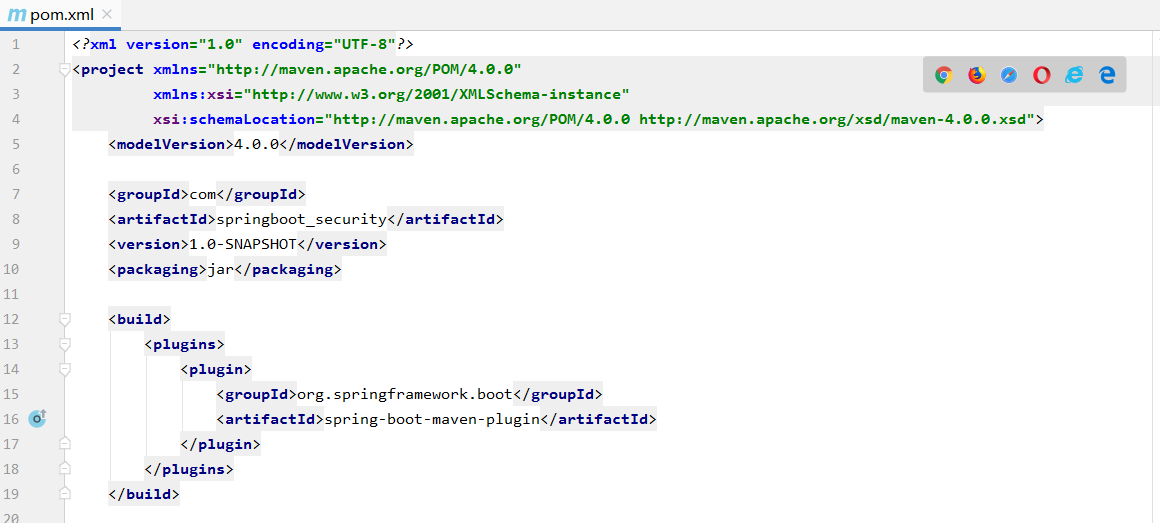 m pom.xml ×
1 <?xml version="1.0" encoding="UTF-8"?>
2 <project xmlns="http://maven.apache.org/POM/4.0.0"
3          xmlns:xsi="http://www.w3.org/2001/XMLSchema-instance"
4          xsi:schemaLocation="http://maven.apache.org/POM/4.0.0 http://maven.apache.org/xsd/maven-4.0.0.xsd">
5     <modelVersion>4.0.0</modelVersion>
6
7     <groupId>com</groupId>
8     <artifactId>springboot_security</artifactId>
9     <version>1.0-SNAPSHOT</version>
10     <packaging>jar</packaging>
11
12     <build>
13         <plugins>
14             <plugin>
15                 <groupId>org.springframework.boot</groupId>
16                 <artifactId>spring-boot-maven-plugin</artifactId>
17             </plugin>
18         </plugins>
19     </build>
20